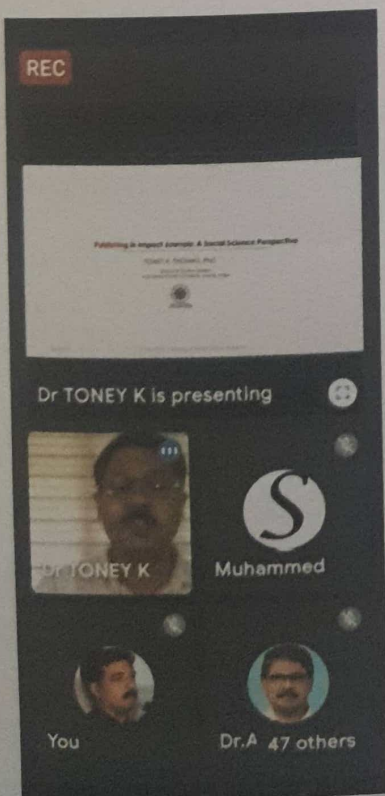 REC
Publishing in Impact Journals: A Social Science Perspective
Dr TONEY K is presenting
Dr TONEY K
Muhammed
S
You
Dr.A 47 others